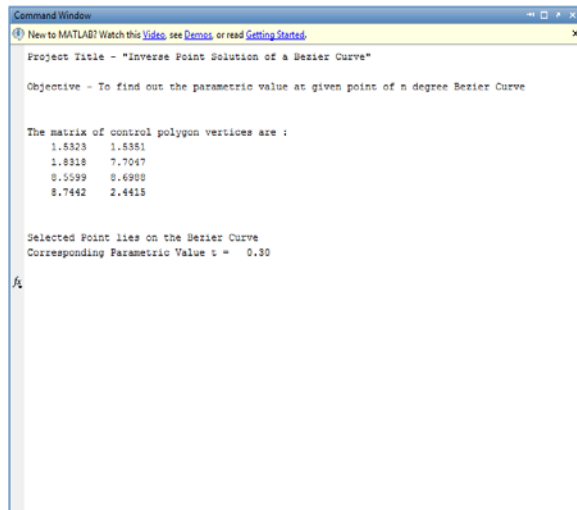 Command Window
New to MATLAB? Watch this Video, see Demos, or read Getting Started.
Project Title - "Inverse Point Solution of a Bezier Curve"
Objective - To find out the parametric value at given point of n degree Bezier Curve
The matrix of control polygon vertices are :
1.5323 1.5351
1.8318 7.7047
8.5599 8.6988
8.7442 2.4415
Selected Point lies on the Bezier Curve
Corresponding Parametric Value t = 0.30
fx